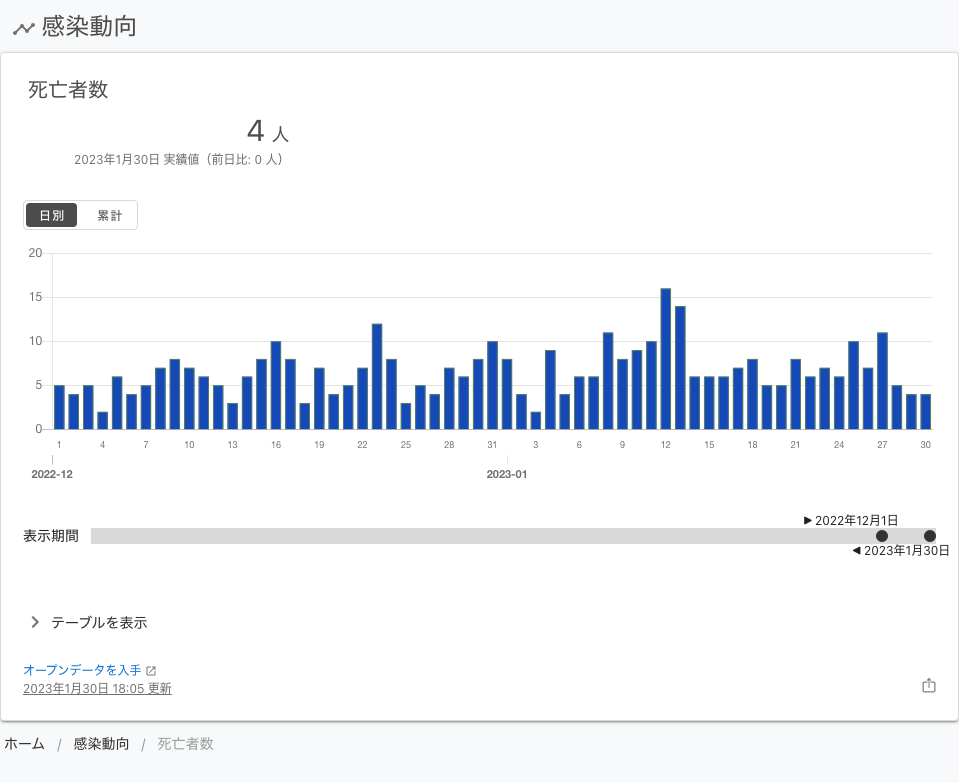 感染動向
死亡者数
4 人
2023年1月30日 実績値（前日比: 0 人）
日別 累計
20
15
10
5
0
1 4 7 10 13 16 19 22 25 28 31 3 6 9 12 15 18 21 24 27 30
2022-12 2023-01
▶ 2022年12月1日
表示期間
◀ 2023年1月30日
テーブルを表示
オープンデータを入手
2023年1月30日 18:05 更新
ホーム / 感染動向 / 死亡者数